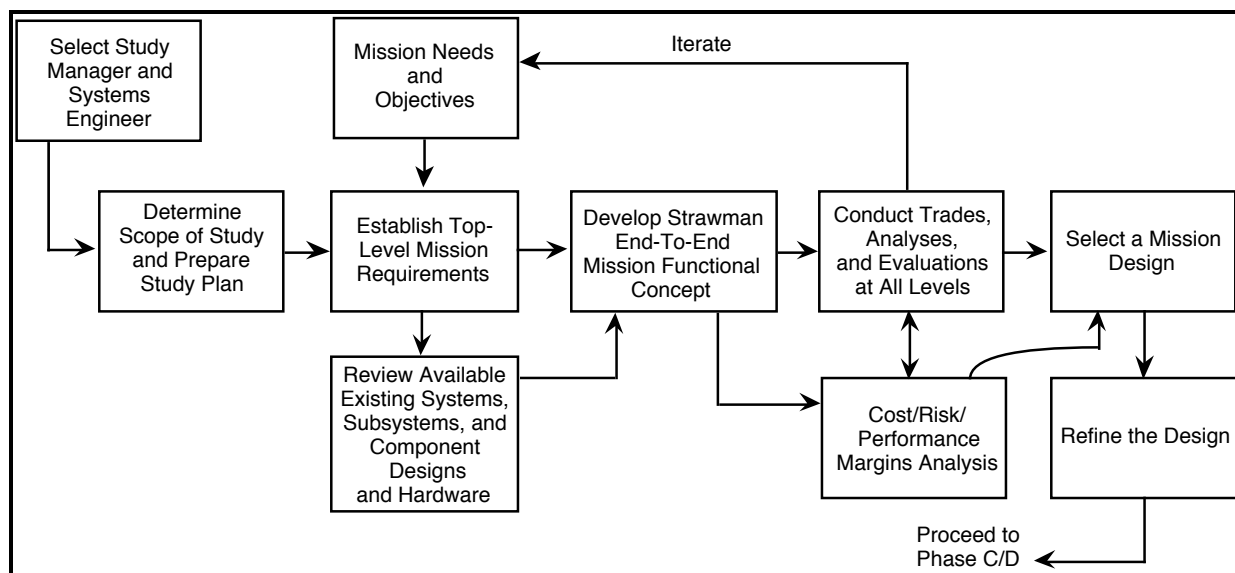 Select Study
Manager and
Systems
Engineer
Mission Needs
and
Objectives
Iterate
Determine
Scope of Study
and Prepare
Study Plan
Establish Top-
Level Mission
Requirements
Develop Strawman
End-To-End
Mission Functional
Concept
Conduct Trades,
Analyses,
and Evaluations
at All Levels
Select a Mission
Design
Review Available
Existing Systems,
Subsystems, and
Component
Designs
and Hardware
Cost/Risk/
Performance
Margins Analysis
Refine the Design
Proceed to
Phase C/D